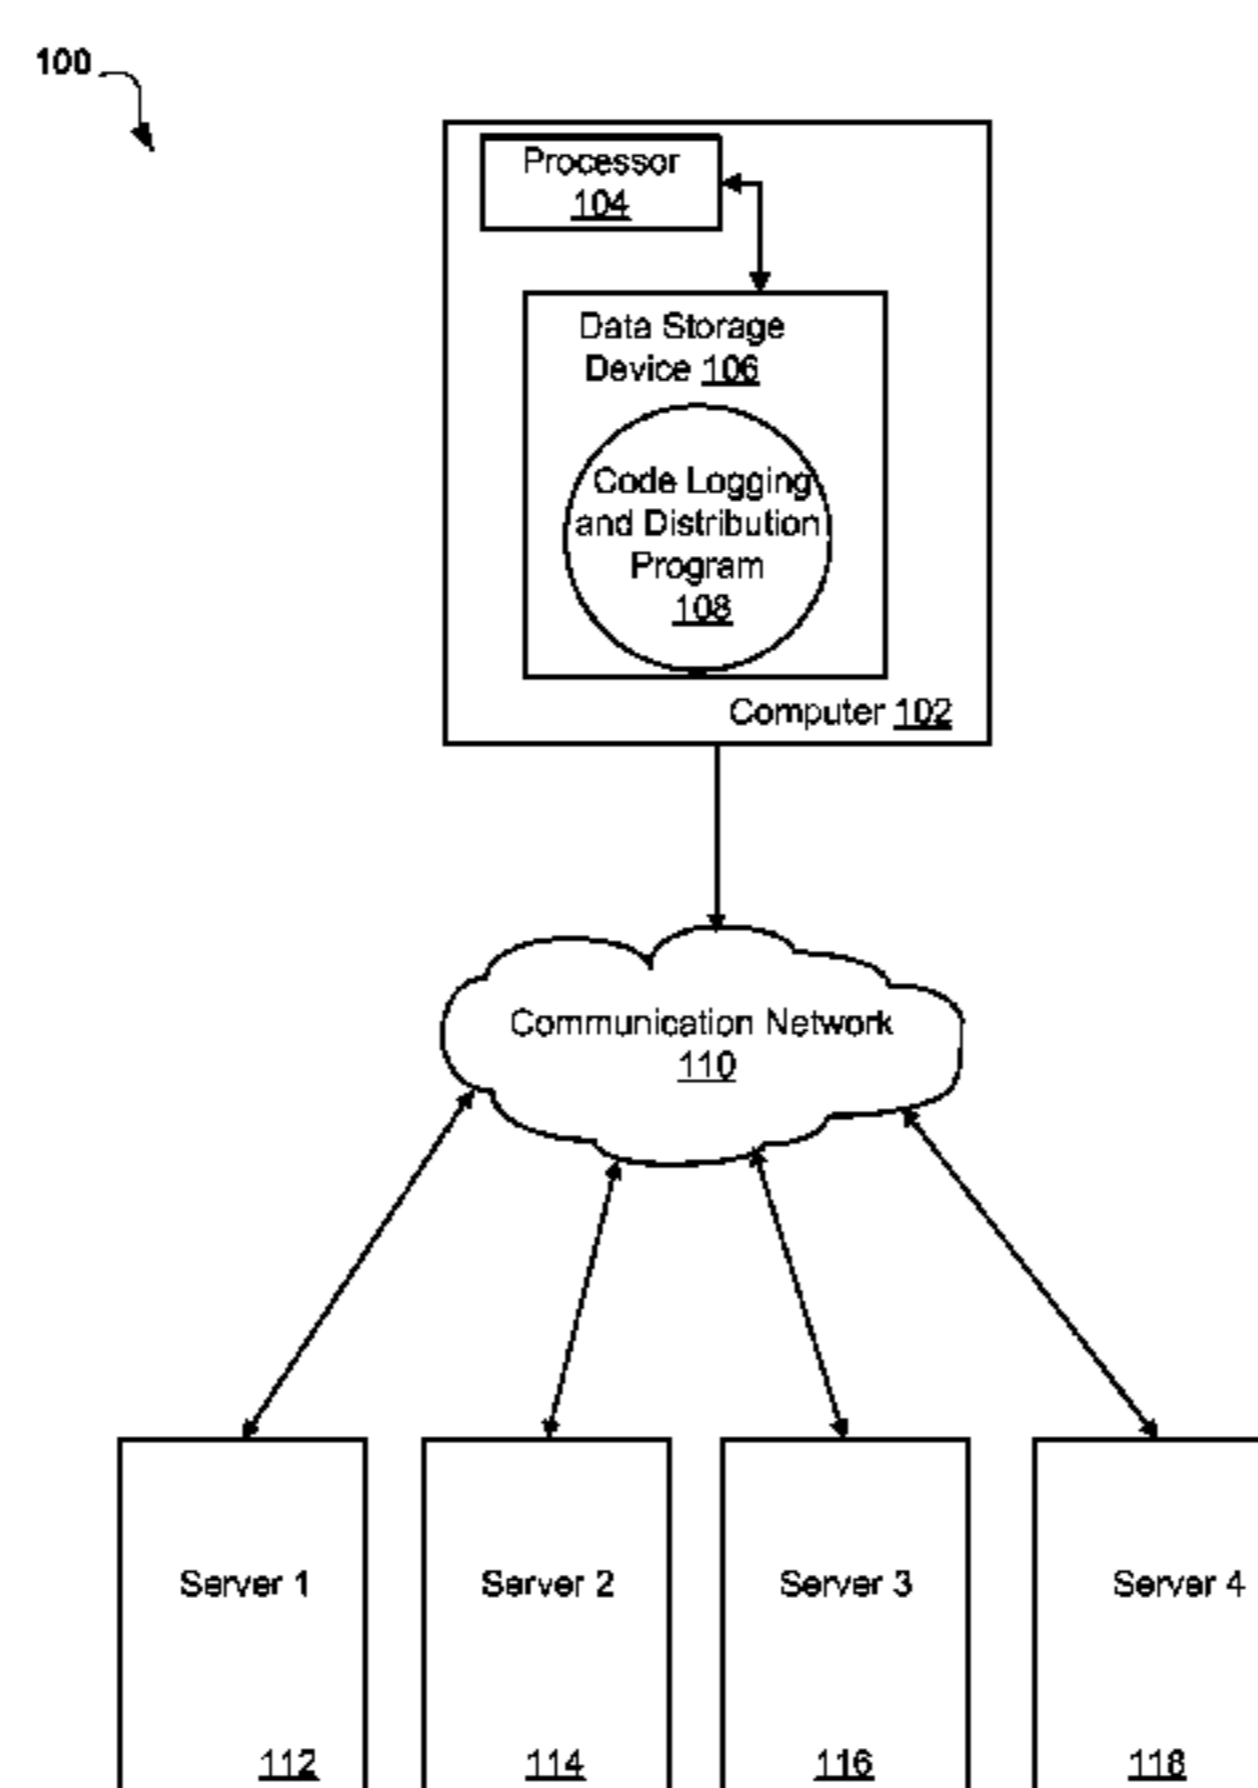 100
Processor
104
Data Storage
Device 106
Code Logging
and Distribution
Program
108
Computer 102
Communication Network
110
Server 1
Server 2
Server 3
Server 4
112
114
116
118